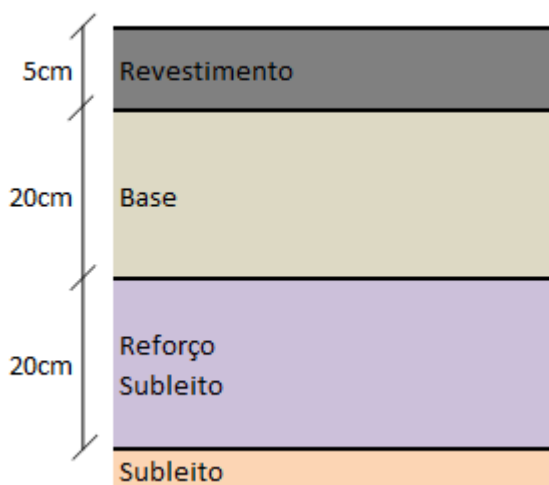 5cm
Revestimento
20cm
Base
20cm
Reforço
Subleito
Subleito